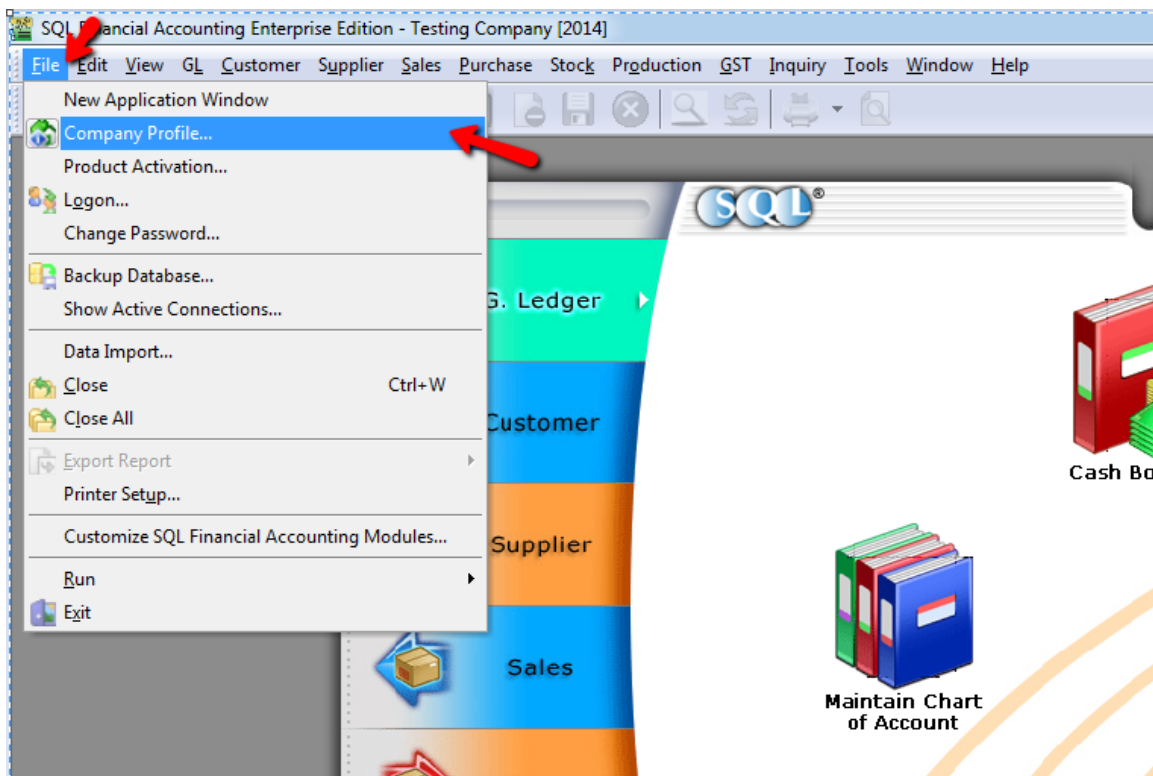 SQL Financial Accounting Enterprise Edition - Testing Company [2014]
File Edit View GL Customer Supplier Sales Purchase Stock Production GST Inquiry Tools Window Help
New Application Window
Company Profile...
Product Activation...
Logon...
Change Password...
Backup Database...
Show Active Connections...
Data Import...
Close Ctrl+W
Close All
Export Report
Printer Setup...
Customize SQL Financial Accounting Modules...
Run
Exit
SQL®
G. Ledger
Customer
Supplier
Sales
Cash Bo
Maintain Chart
of Account